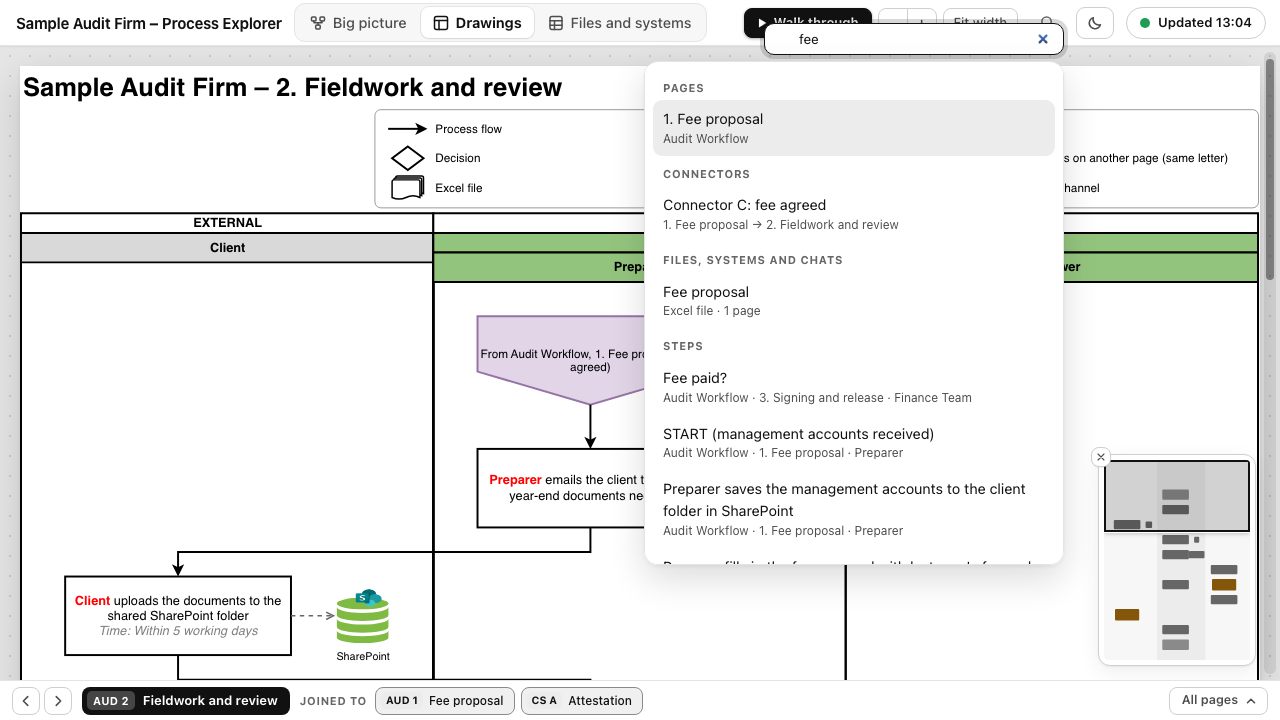 Sample Audit Firm – Process Explorer
Big picture
Drawings
Files and systems
Walk through
Fit width
Updated 13:04
fee
PAGES
1. Fee proposal
Audit Workflow
CONNECTORS
Connector C: fee agreed
1. Fee proposal → 2. Fieldwork and review
FILES, SYSTEMS AND CHATS
Fee proposal
Excel file · 1 page
STEPS
Fee paid?
Audit Workflow · 3. Signing and release · Finance Team
START (management accounts received)
Audit Workflow · 1. Fee proposal · Preparer
Preparer saves the management accounts to the client
folder in SharePoint
Audit Workflow · 1. Fee proposal · Preparer
Sample Audit Firm – 2. Fieldwork and review
Process flow
Decision
Excel file
on another page (same letter)
EXTERNAL
Client
From Audit Workflow, 1. Fee
agreed)
Preparer emails the client
year-end documents
Client uploads the documents to the
shared SharePoint folder
Time: Within 5 working days
S
SharePoint
AUD 2 Fieldwork and review
JOINED TO
AUD 1 Fee proposal
CS A Attestation
All pages